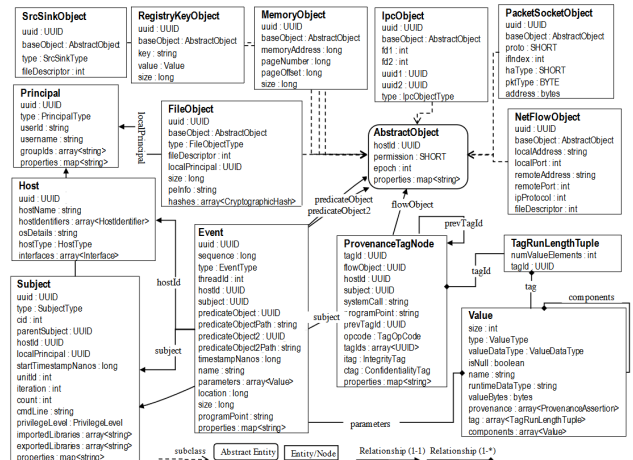 SrcSinkObject
uuid : UUID
baseObject : AbstractObject
type : SrcSinkType
fileDescriptor : int
RegistryKeyObject
uuid : UUID
baseObject : AbstractObject
key : string
value : Value
size : long
MemoryObject
uuid : UUID
baseObject : AbstractObject
memoryAddress : long
pageNumber : long
pageOffset : long
size : long
IpcObject
uuid : UUID
baseObject : AbstractObject
fd1 : int
fd2 : int
uuid1 : UUID
uuid2 : UUID
type : IpcObjectType
PacketSocketObject
uuid : UUID
baseObject : AbstractObject
proto : SHORT
ifIndex : int
haType : SHORT
pktType : BYTE
address : bytes
Principal
uuid : UUID
type : PrincipalType
userId : string
username : string
groupIds : array<string>
properties : map<string>
localPrincipal
FileObject
uuid : UUID
baseObject : AbstractObject
type : FileObjectType
fileDescriptor : int
localPrincipal : UUID
size : long
peInfo : string
hashes : array<CryptographicHash>
AbstractObject
hostId : UUID
permission : SHORT
epoch : int
properties : map<string>
NetFlowObject
uuid : UUID
baseObject : AbstractObject
localAddress : string
localPort : int
remoteAddress : string
remotePort : int
ipProtocol : int
fileDescriptor : int
Host
uuid : UUID
hostName : string
hostIdentifiers : array<HostIdentifier>
osDetails : string
hostType : HostType
interfaces : array<Interface>
predicateObject
predicateObject2
flowObject
prevTagId
hostId
Event
uuid : UUID
sequence : long
type : EventType
threadId : int
hostId : UUID
subject : UUID
predicateObject : UUID
predicateObjectPath : string
predicateObject2 : UUID
predicateObject2Path : string
timestampNanos : long
name : string
parameters : array<Value>
location : long
size : long
programPoint : string
properties : map<string>
ProvenanceTagNode
tagId : UUID
flowObject : UUID
hostId : UUID
subject : UUID
systemCall : string
rogramPoint : string
prevTagId : UUID
opcode : TagOpCode
tagIds : array<UUID>
itag : IntegrityTag
ctag : ConfidentialityTag
properties : map<string>
subject
tagId
TagRunLengthTuple
numValueElements : int
tagId : UUID
tag
components
Subject
uuid : UUID
type : SubjectType
cid : int
parentSubject : UUID
hostId : UUID
localPrincipal : UUID
startTimestampNanos : long
unitId : int
iteration : int
count : int
cmdLine : string
privilegeLevel : PrivilegeLevel
importedLibraries : array<string>
exportedLibraries : array<string>
properties : map<string>
subject
Value
size : int
type : ValueType
valueDataType : ValueDataType
isNull : boolean
name : string
runtimeDataType : string
valueBytes : bytes
provenance : array<ProvenanceAssertion>
tag : array<TagRunLengthTuple>
components : array<Value>
parameters
subclass
Abstract Entity
Entity/Node
Relationship (1-1)
Relationship (1-*)